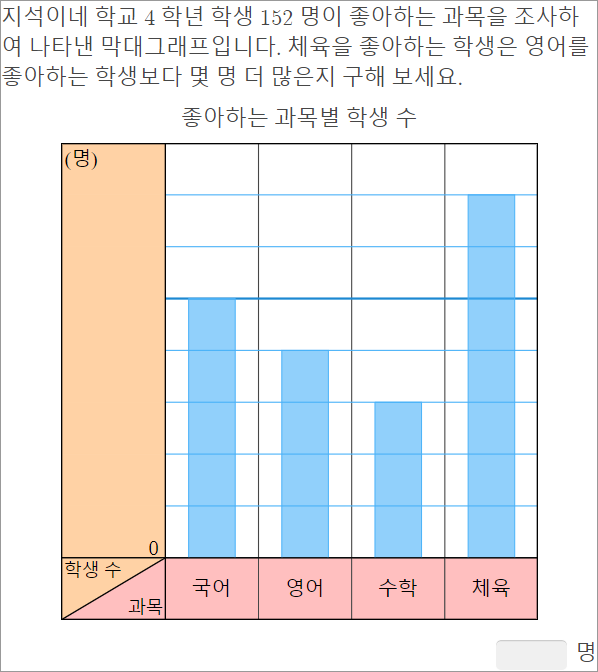 지석이네 학교 4 학년 학생 152 명이 좋아하는 과목을 조사하
여 나타낸 막대그래프입니다. 체육을 좋아하는 학생은 영어를
좋아하는 학생보다 몇 명 더 많은지 구해 보세요.
좋아하는 과목별 학생 수
(명)
0
학생 수
과목
국어 영어 수학 체육
명